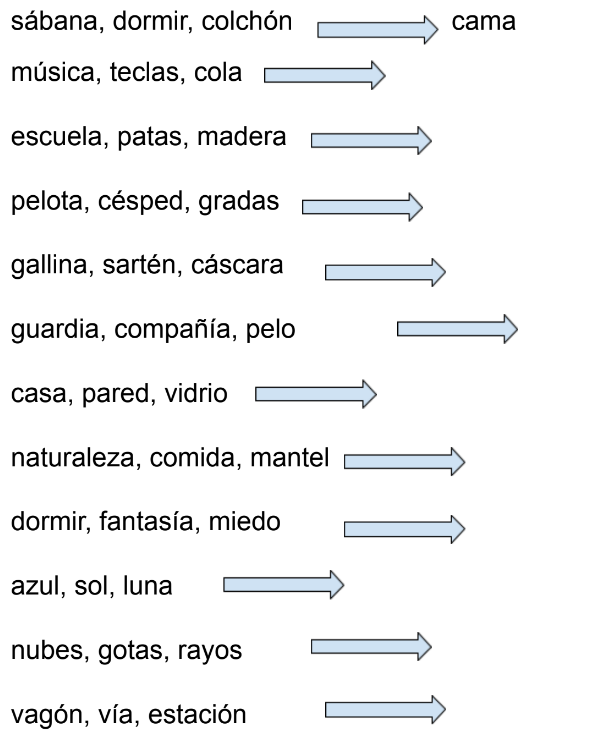 sábana, dormir, colchón cama
música, teclas, cola
escuela, patas, madera
pelota, césped, gradas
gallina, sartén, cáscara
guardia, compañía, pelo
casa, pared, vidrio
naturaleza, comida, mantel
dormir, fantasía, miedo
azul, sol, luna
nubes, gotas, rayos
vagón, vía, estación